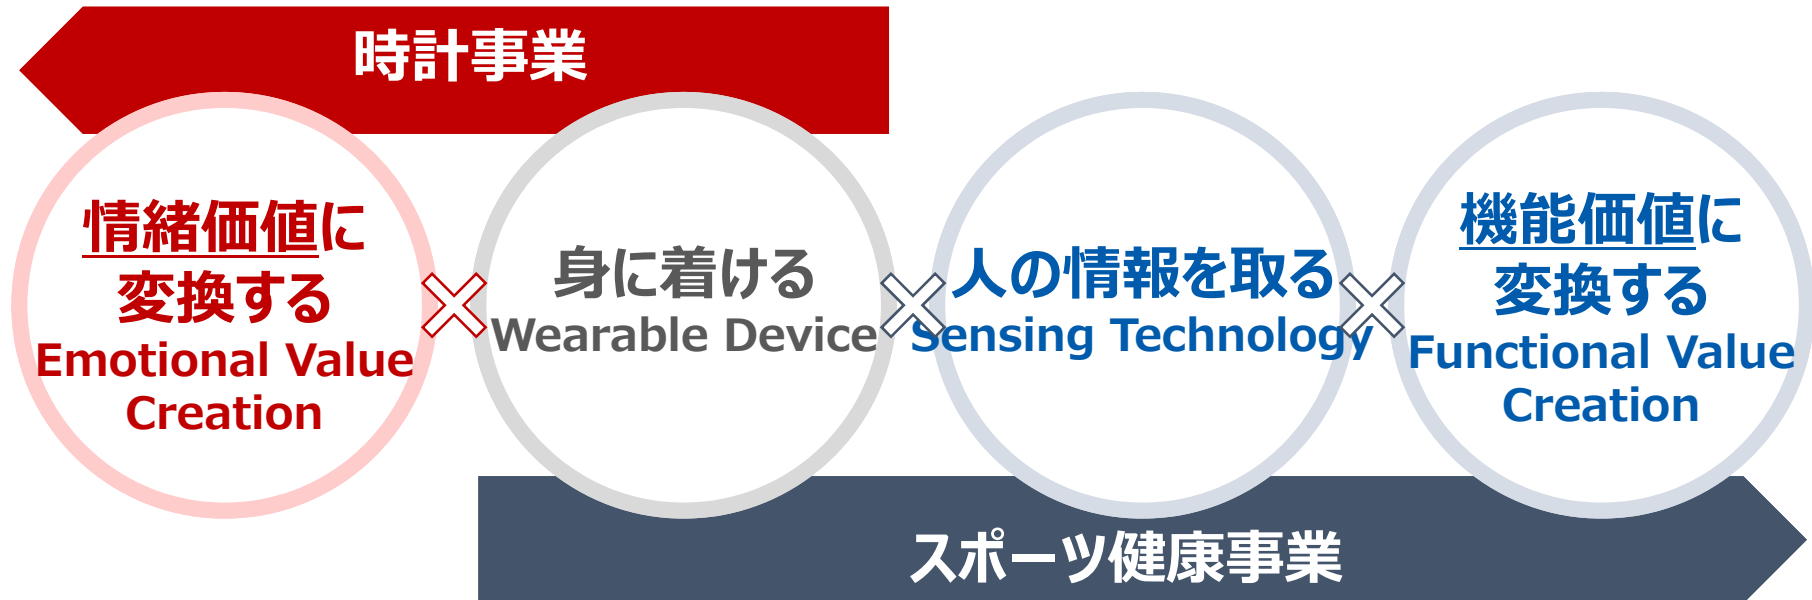 時計事業
情緒価値に
変換する
Emotional Value
Creation
身に着ける
Wearable Device
人の情報を取る
Sensing Technology
機能価値に
変換する
Functional Value
Creation
スポーツ健康事業